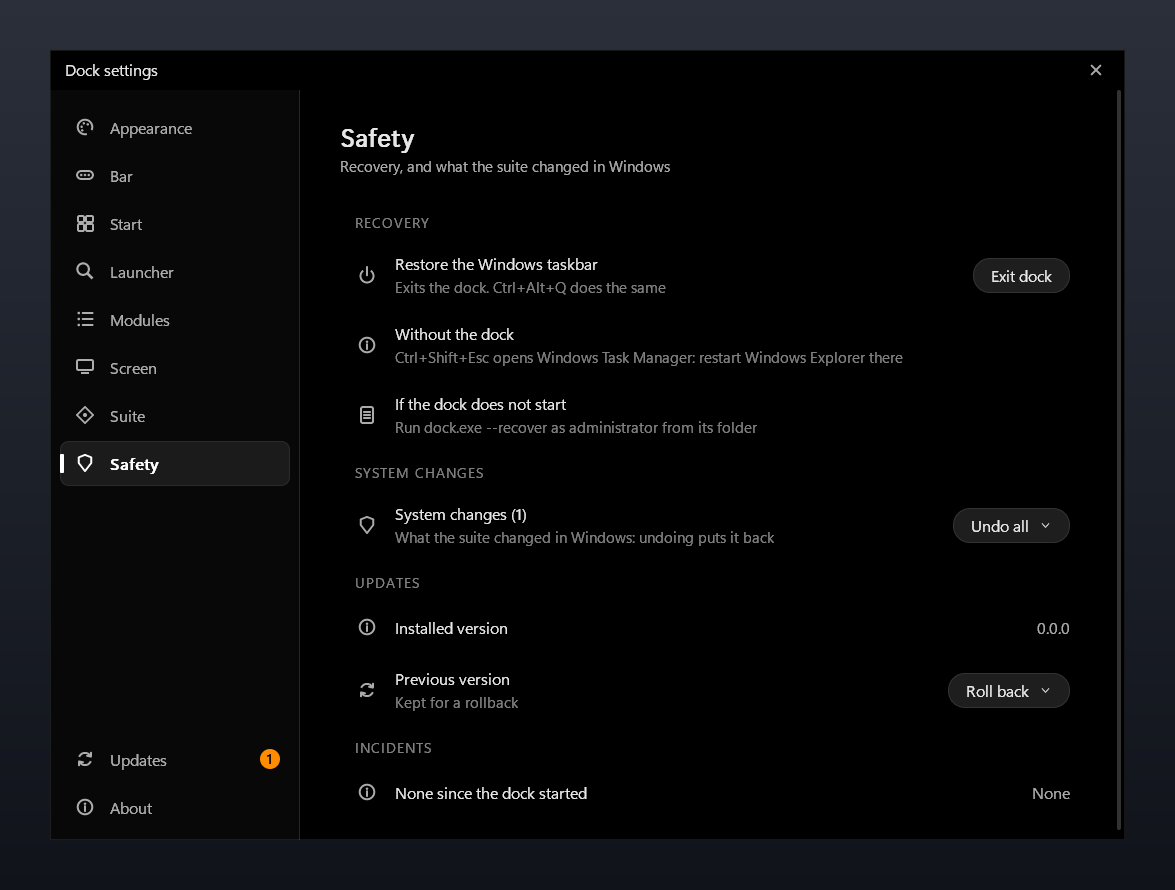 Dock settings
Appearance
Bar
Start
Launcher
Modules
Screen
Suite
Safety
Updates
1
About
Safety
Recovery, and what the suite changed in Windows
RECOVERY
Restore the Windows taskbar
Exits the dock. Ctrl+Alt+Q does the same
Exit dock
Without the dock
Ctrl+Shift+Esc opens Windows Task Manager: restart Windows Explorer there
If the dock does not start
Run dock.exe --recover as administrator from its folder
SYSTEM CHANGES
System changes (1)
What the suite changed in Windows: undoing puts it back
Undo all
UPDATES
Installed version
0.0.0
Previous version
Kept for a rollback
Roll back
INCIDENTS
None since the dock started
None